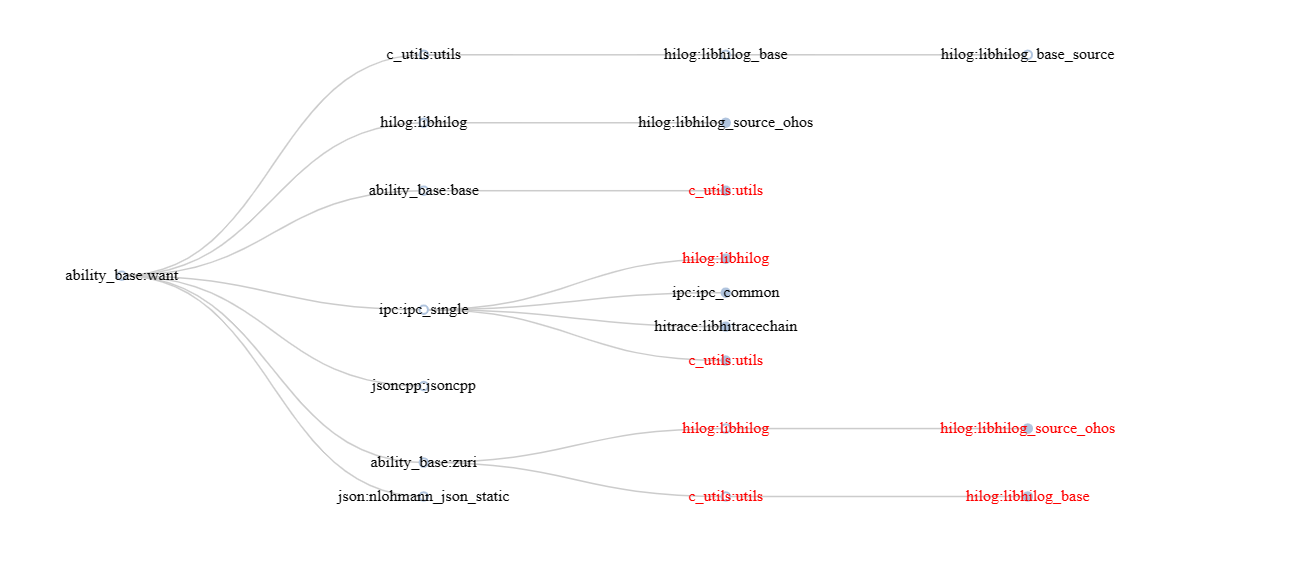 c_utils:utils
hilog:libhilog_base
hilog:libhilog_base_source
hilog:libhilog
hilog:libhilog_source_ohos
ability_base:base
c_utils:utils
hilog:libhilog
ability_base:want
ipc:ipc_common
ipc:ipc_single
hitrace:libhitracechain
c_utils:utils
jsoncpp:jsoncpp
hilog:libhilog
hilog:libhilog_source_ohos
ability_base:zuri
json:nlohmann_json_static
c_utils:utils
hilog:libhilog_base